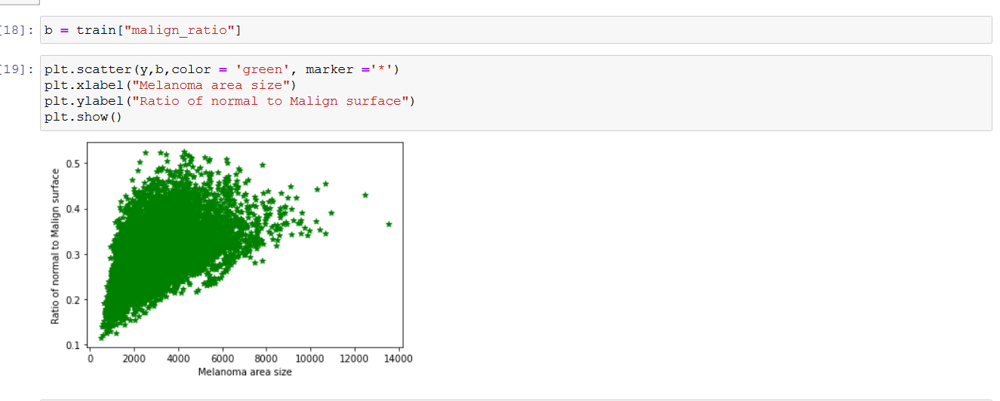 [18]: b = train["malign_ratio"]
[19]: plt.scatter(y,b,color = 'green', marker ='*')
plt.xlabel("Melanoma area size")
plt.ylabel("Ratio of normal to Malign surface")
plt.show()
Ratio of normal to Malign surface
0.5
0.4
0.3
0.2
0.1
0 2000 4000 6000 8000 10000 12000 14000
Melanoma area size